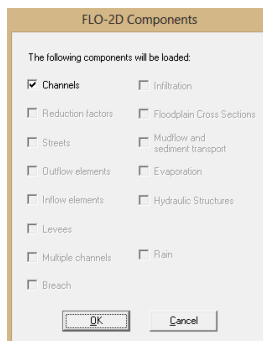 FLO-2D Components
The following components will be loaded:
Channels
Infiltration
Reduction factors
Floodplain Cross Sections
Streets
Mudflow and
sediment transport
Outflow elements
Evaporation
Inflow elements
Hydraulic Structures
Levees
Multiple channels
Rain
Breach
OK
Cancel